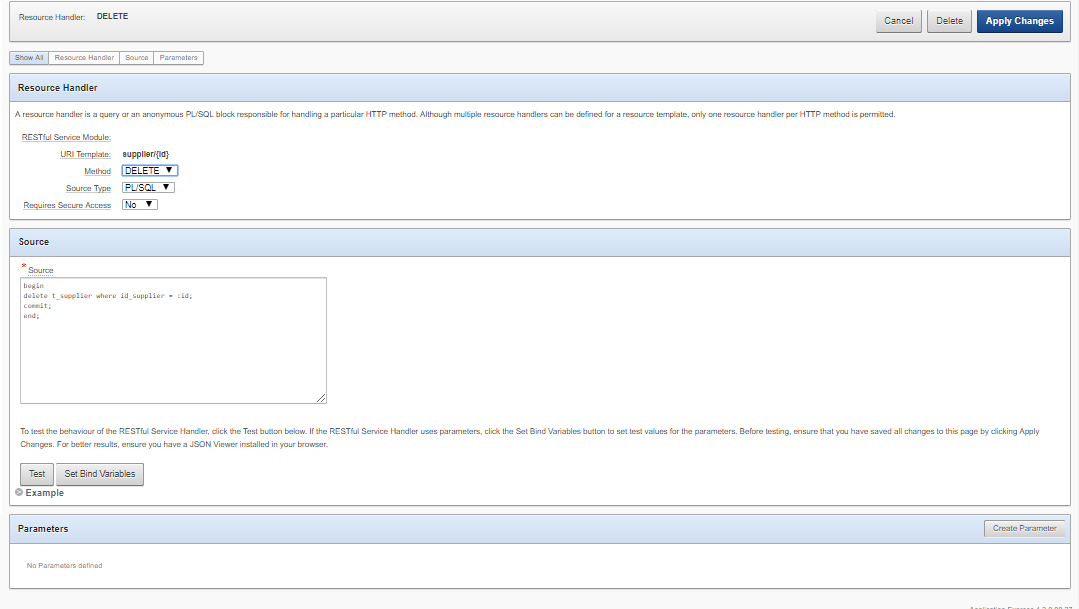 Resource Handler: DELETE
Cancel Delete Apply Changes
Show All Resource Handler Source Parameters
Resource Handler
A resource handler is a query or an anonymous PL/SQL block responsible for handling a particular HTTP method. Although multiple resource handlers can be defined for a resource template, only one resource handler per HTTP method is permitted.
RESTful Service Module:
URI Template: supplier/{id}
Method DELETE
Source Type PL/SQL
Requires Secure Access No
Source
* Source
begin
delete t_supplier where id_supplier = :id;
commit;
end;
To test the behaviour of the RESTful Service Handler, click the Test button below. If the RESTful Service Handler uses parameters, click the Set Bind Variables button to set test values for the parameters. Before testing, ensure that you have saved all changes to this page by clicking Apply
Changes. For better results, ensure you have a JSON Viewer installed in your browser.
Test Set Bind Variables
Example
Parameters Create Parameter
No Parameters defined
Application Express